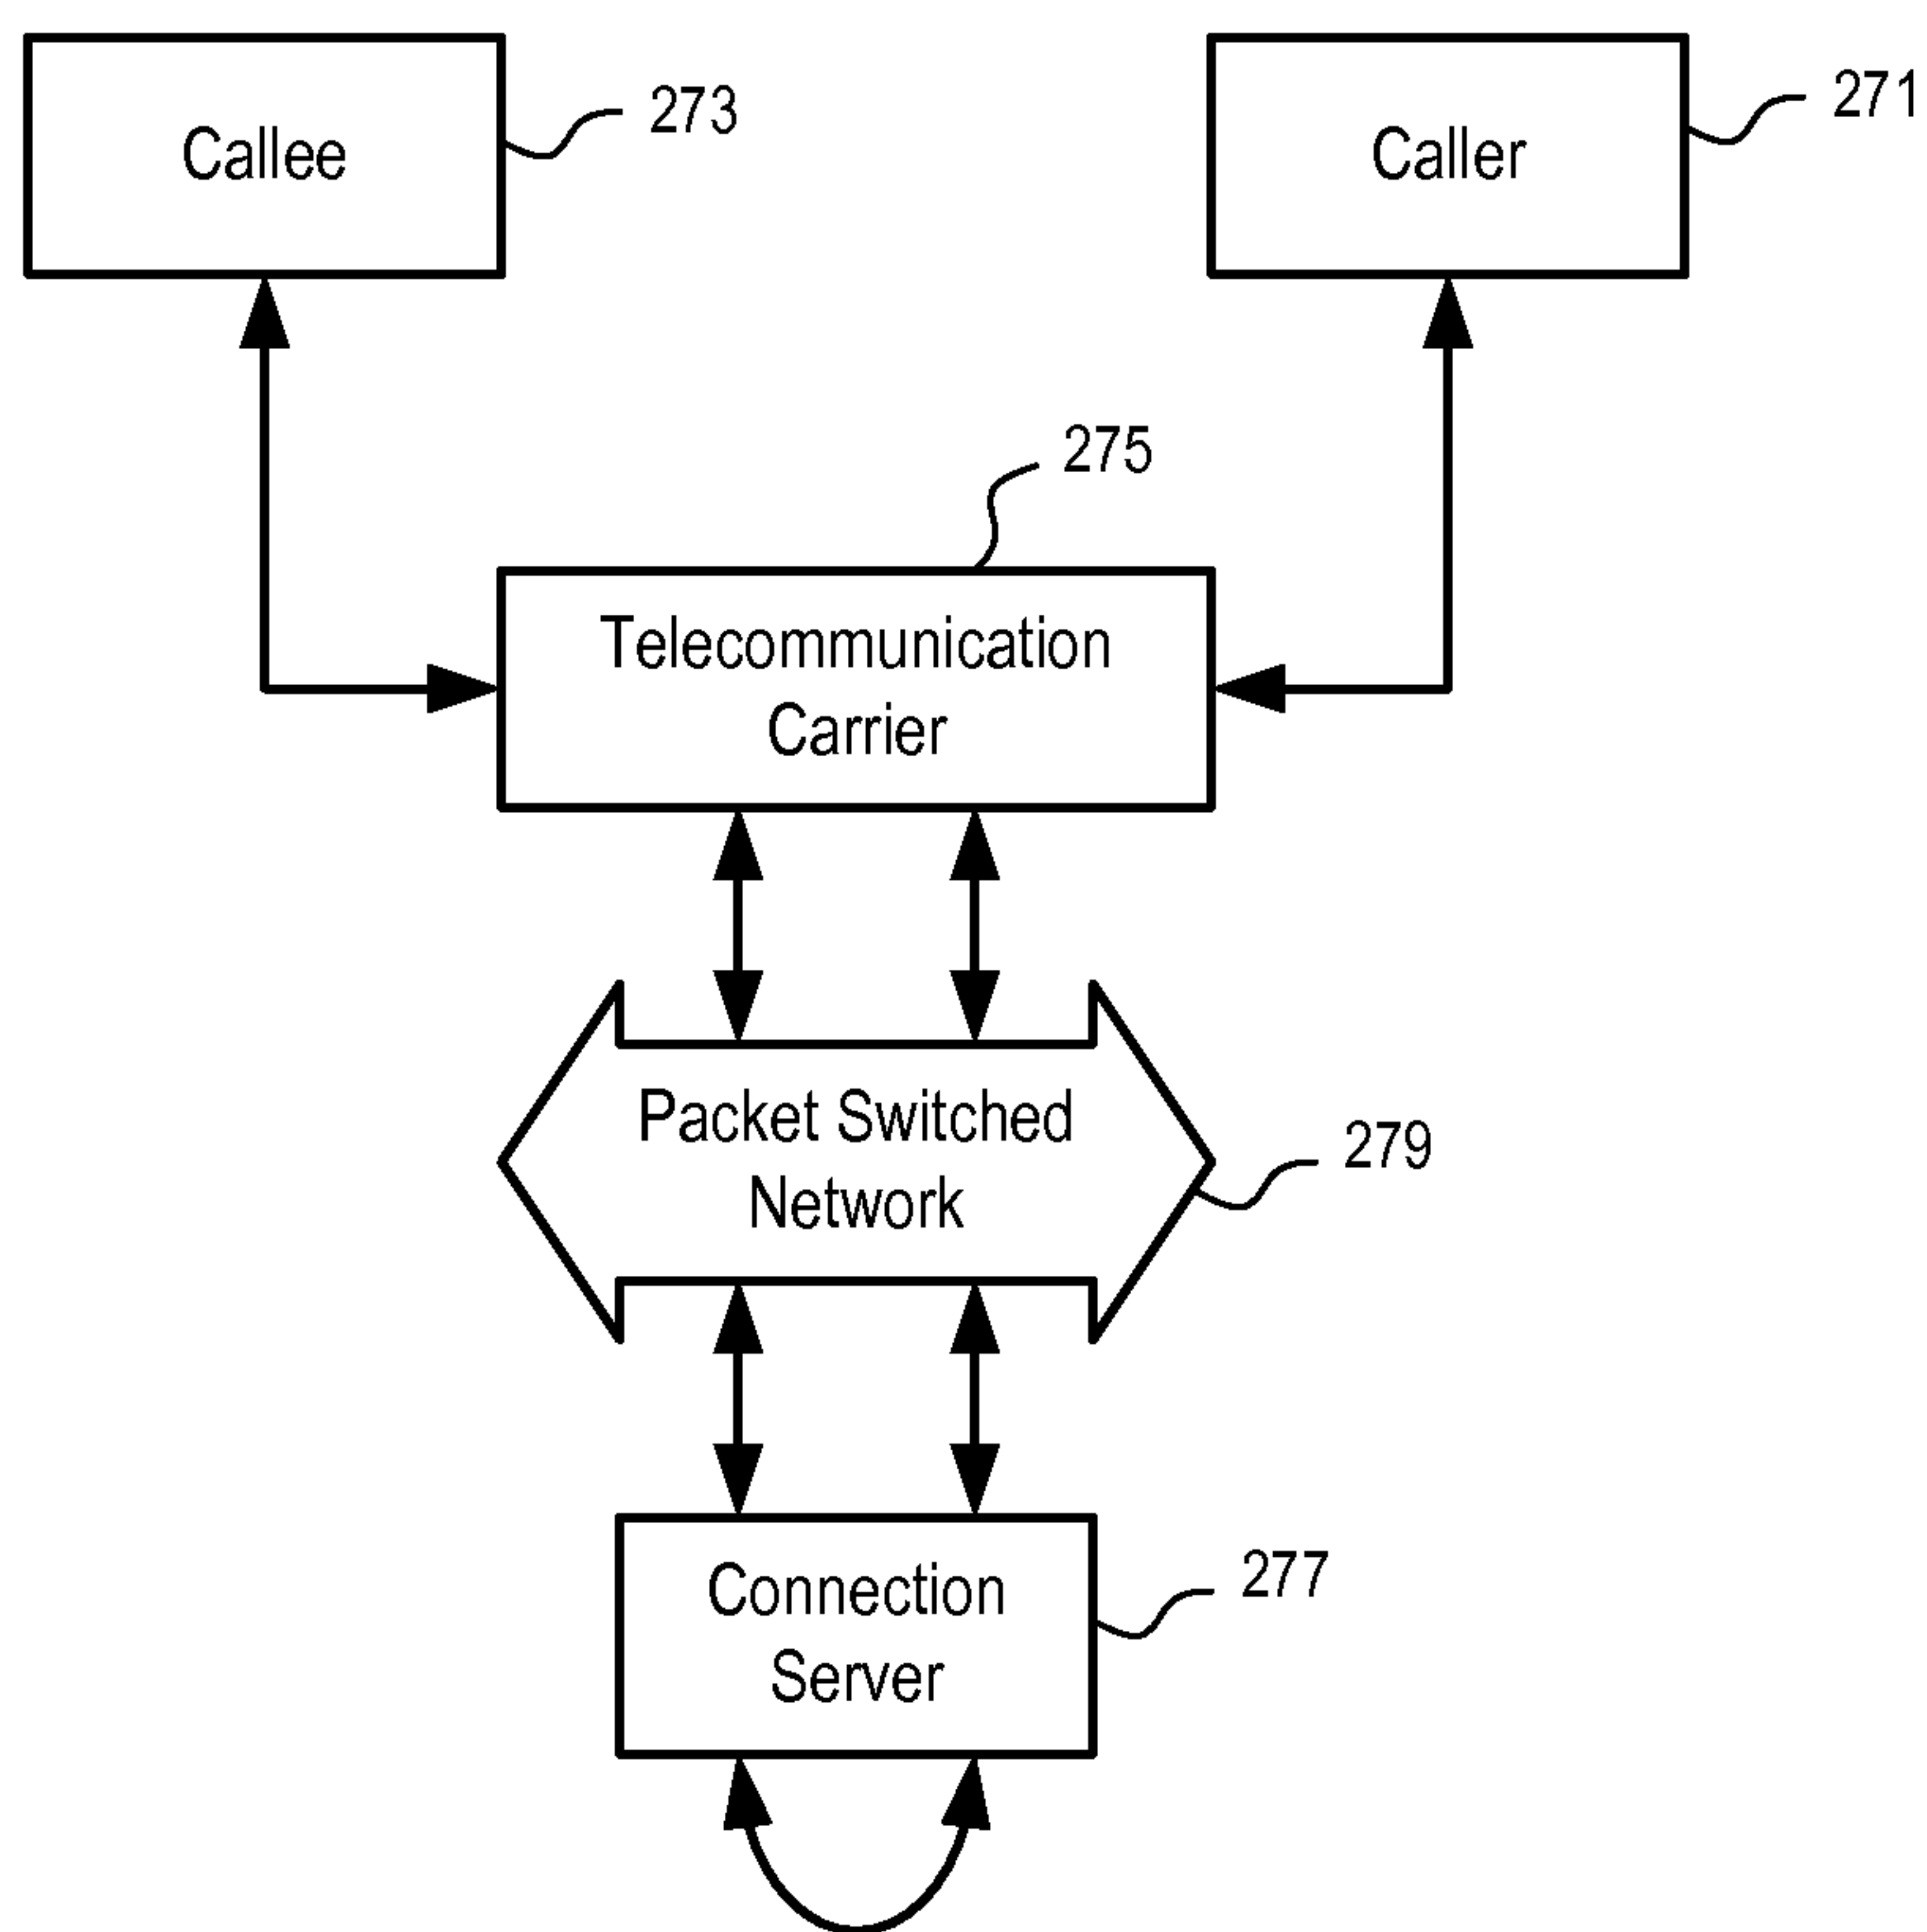 Callee
273
Caller
271
275
Telecommunication
Carrier
Packet Switched
Network
279
Connection
Server
277